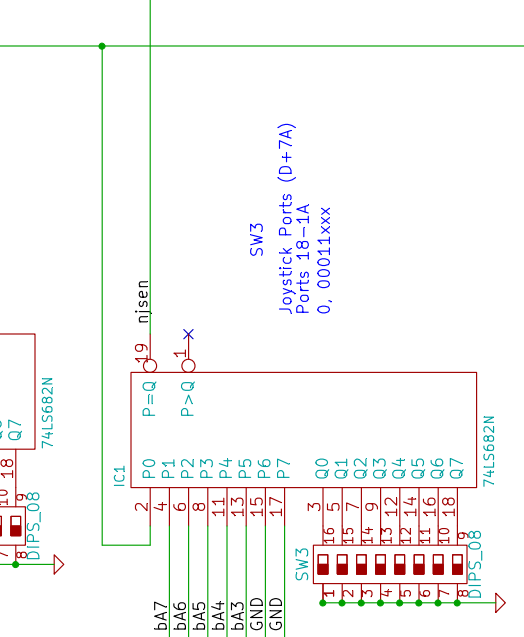 SW3
Joystick Ports (D+7A)
Ports 18-1A
0, 00011xxx
njsen
19
1
P=Q
P>Q
IC1
P0
P1
P2
P3
P4
P5
P6
P7
Q0
Q1
Q2
Q3
Q4
Q5
Q6
Q7
74LS682N
2
4
6
8
11
13
15
17
3
5
7
9
12
14
16
18
16
15
14
13
12
11
10
9
SW3
DIPS_08
1
2
3
4
5
6
7
8
bA7
bA6
bA5
bA4
bA3
GND
GND
Q7
74LS682N
18
10
9
DIPS_08
7
8